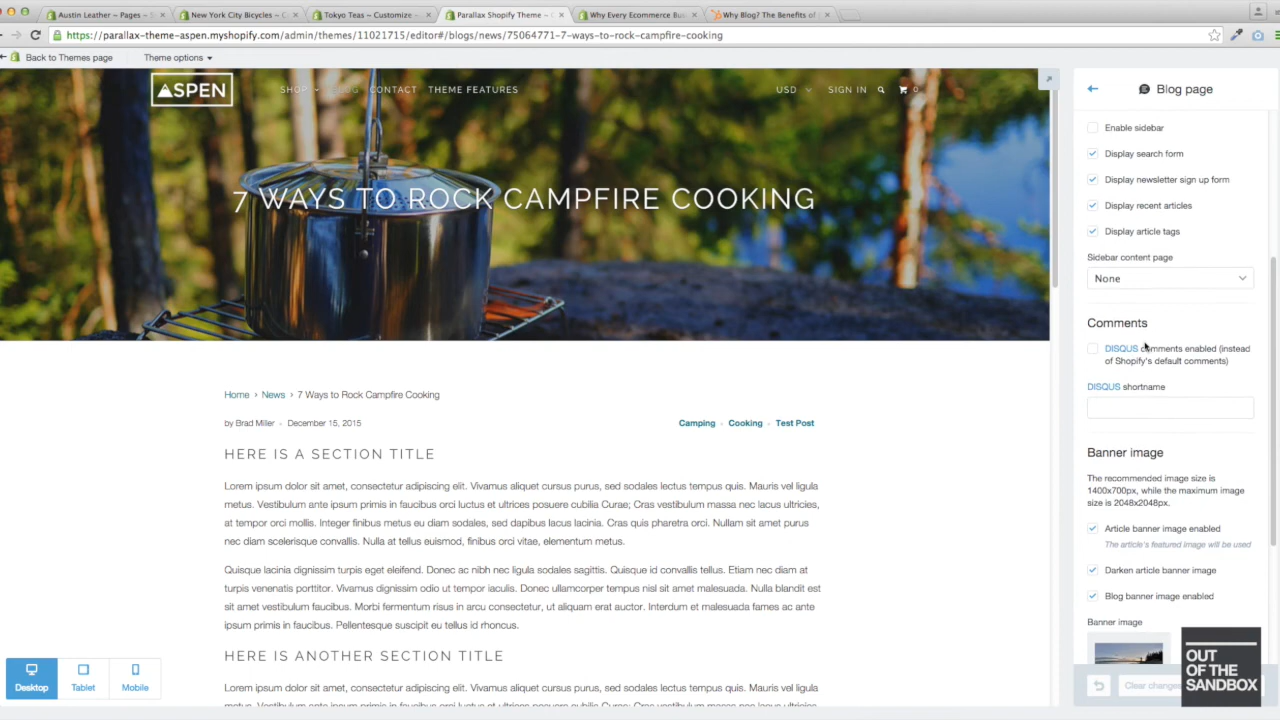 Austin Leather ~ Pages ~ S
New York City Bicycles ~ C
Tokyo Teas ~ Customize ~
Parallax Shopify Theme ~ C
Why Every Ecommerce Bu
Why Blog? The Benefits of
https://parallax-theme-aspen.myshopify.com/admin/themes/11021715/editor#/blogs/news/75064771-7-ways-to-rock-campfire-cooking
Back to Themes page
Theme options
ASPEN
SHOP
BLOG
CONTACT
THEME FEATURES
USD
SIGN IN
0
7 WAYS TO ROCK CAMPFIRE COOKING
Home › News › 7 Ways to Rock Campfire Cooking
by Brad Miller • December 15, 2015
Camping • Cooking • Test Post
HERE IS A SECTION TITLE
Lorem ipsum dolor sit amet, consectetur adipiscing elit. Vivamus aliquet cursus purus, sed sodales lectus tempus quis. Mauris vel ligula
metus. Vestibulum ante ipsum primis in faucibus orci luctus et ultrices posuere cubilia Curae; Cras vestibulum massa nec lacus ultricies,
at tempor orci mollis. Integer finibus metus eu diam sodales, sed dapibus lacus lacinia. Cras quis pharetra orci. Nullam sit amet purus
nec diam scelerisque convallis. Nulla at tellus euismod, finibus orci vitae, elementum metus.
Quisque lacinia dignissim turpis eget eleifend. Donec ac nibh nec ligula sodales sagittis. Quisque id convallis tellus. Etiam nec diam at
turpis venenatis porttitor. Vivamus dignissim odio ut tempor iaculis. Donec ullamcorper tempus nisl sit amet malesuada. Nulla blandit est
sit amet vestibulum faucibus. Morbi fermentum risus in arcu consectetur, ut aliquam erat auctor. Interdum et malesuada fames ac ante
ipsum primis in faucibus. Pellentesque suscipit eu tellus id rhoncus.
HERE IS ANOTHER SECTION TITLE
Lorem ipsum dolor sit amet, consectetur adipiscing elit. Vivamus aliquet cursus purus, sed sodales lectus tempus quis. Mauris vel ligula
Desktop
Tablet
Mobile
Blog page
Enable sidebar
Display search form
Display newsletter sign up form
Display recent articles
Display article tags
Sidebar content page
None
Comments
DISQUS comments enabled (instead
of Shopify's default comments)
DISQUS shortname
Banner image
The recommended image size is
1400x700px, while the maximum image
size is 2048x2048px.
Article banner image enabled
The article's featured image will be used
Darken article banner image
Blog banner image enabled
Banner image
Clear changes
OUT
OF THE
SANDBOX